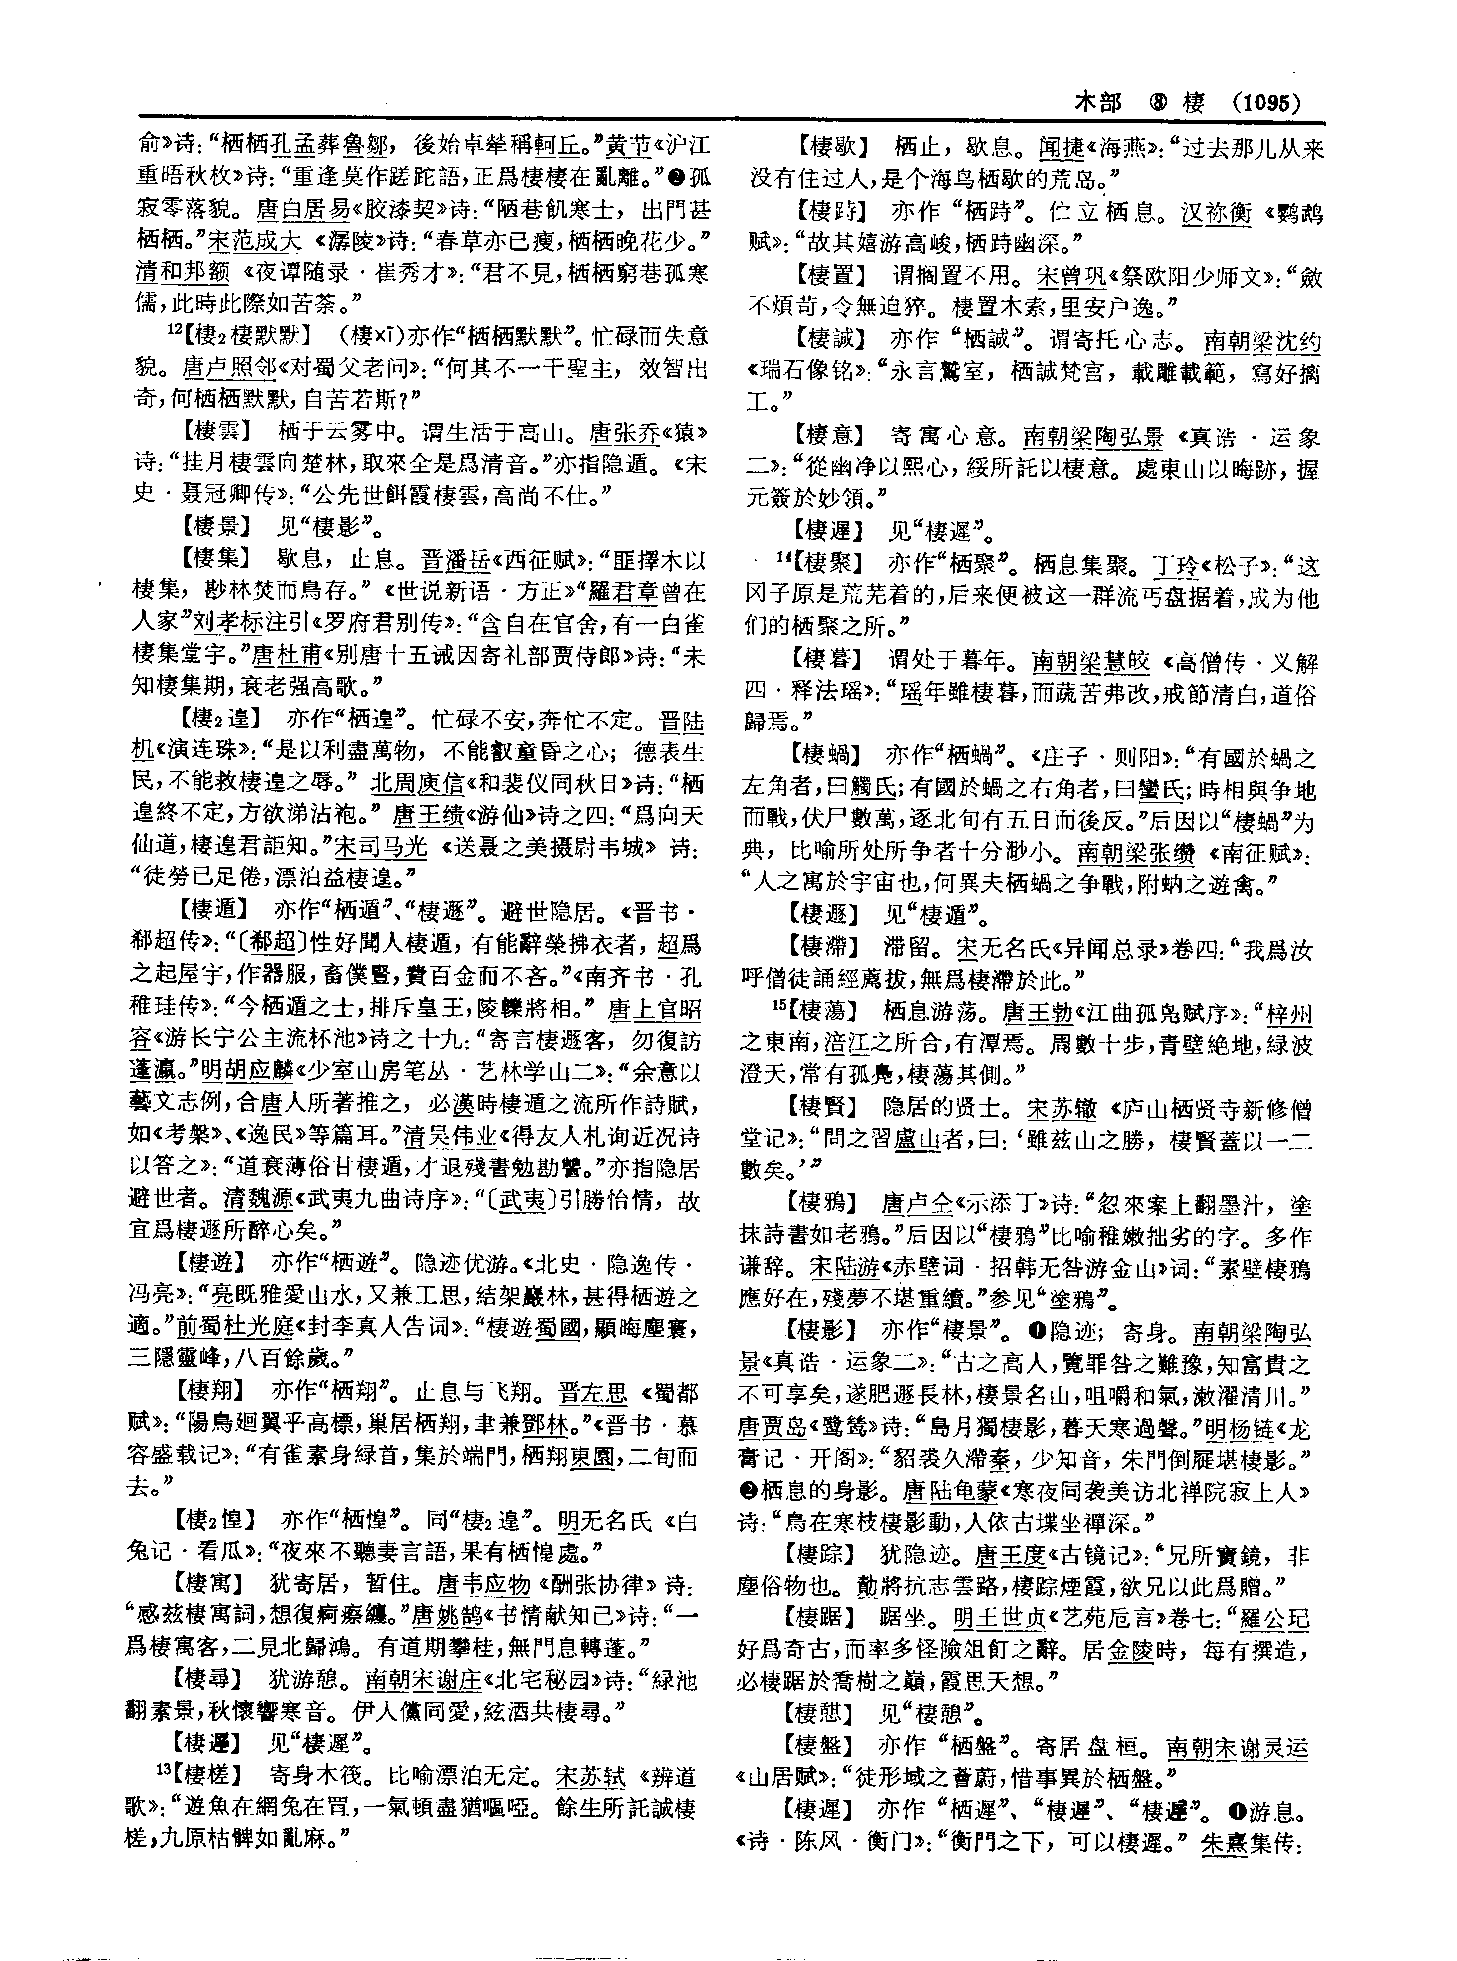 木部 ⑧ 棲 (1095)
俞》诗：“栖栖孔孟葬魯鄒，後始卓犖稱軻丘。”黄节《沪江
重晤秋枚》诗：“重逢莫作蹉跎語，正爲棲棲在亂離。”❷孤
寂零落貌。唐白居易《胶漆契》诗：“陋巷飢寒士，出門甚
栖栖。”宋范成大《潺陵》诗：“春草亦已瘦，栖栖晚花少。”
清和邦额《夜谭随录·崔秀才》：“君不見，栖栖窮巷孤寒
儒，此時此際如苦荼。”
12【棲₂棲默默】 （棲xī）亦作“栖栖默默”。忙碌而失意
貌。唐卢照邻《对蜀父老问》：“何其不一干聖主，效智出
奇，何栖栖默默，自苦若斯？”
【棲雲】 栖于云雾中。谓生活于高山。唐张乔《猿》
诗：“挂月棲雲向楚林，取來全是爲清音。”亦指隐遁。《宋
史·聂冠卿传》：“公先世餌霞棲雲，高尚不仕。”
【棲景】 见“棲影”。
【棲集】 歇息，止息。晋潘岳《西征赋》：“匪擇木以
棲集，尠林焚而鳥存。”《世说新语·方正》“羅君章曾在
人家”刘孝标注引《罗府君别传》：“含自在官舍，有一白雀
棲集堂宇。”唐杜甫《别唐十五诫因寄礼部贾侍郎》诗：“未
知棲集期，衰老强高歌。”
【棲₂遑】 亦作“栖遑”。忙碌不安，奔忙不定。晋陆
机《演连珠》：“是以利盡萬物，不能叡童昏之心；德表生
民，不能救棲遑之辱。”北周庾信《和裴仪同秋日》诗：“栖
遑終不定，方欲涕沾袍。”唐王绩《游仙》诗之四：“爲向天
仙道，棲遑君詎知。”宋司马光《送聂之美摄尉韦城》诗：
“徒勞已足倦，漂泊益棲遑。”
【棲遁】 亦作“栖遁”、“棲遯”。避世隐居。《晋书·
郗超传》：“〔郗超〕性好聞人棲遁，有能辭榮拂衣者，超爲
之起屋宇，作器服，畜僕豎，費百金而不吝。”《南齐书·孔
稚珪传》：“今栖遁之士，排斥皇王，陵轢將相。”唐上官昭
容《游长宁公主流杯池》诗之十九：“寄言棲遯客，勿復訪
蓬瀛。”明胡应麟《少室山房笔丛·艺林学山二》：“余意以
藝文志例，合唐人所著推之，必漢時棲遁之流所作詩賦，
如《考槃》、《逸民》等篇耳。”清吴伟业《得友人札询近况诗
以答之》：“道衰薄俗甘棲遁，才退殘書勉勘讐。”亦指隐居
避世者。清魏源《武夷九曲诗序》：“〔武夷〕引勝怡情，故
宜爲棲遯所醉心矣。”
【棲遊】 亦作“栖遊”。隐迹优游。《北史·隐逸传·
冯亮》：“亮既雅愛山水，又兼工思，結架巖林，甚得栖遊之
適。”前蜀杜光庭《封李真人告词》：“棲遊蜀國，顯晦塵寰，
三隱靈峰，八百餘歲。”
【棲翔】 亦作“栖翔”。止息与飞翔。晋左思《蜀都
赋》：“陽鳥迴翼乎高標，巢居栖翔，聿兼鄧林。”《晋书·慕
容盛载记》：“有雀素身緑首，集於端門，栖翔東園，二旬而
去。”
【棲₂惶】 亦作“栖惶”。同“棲₂遑”。明无名氏《白
兔记·看瓜》：“夜來不聽妻言語，果有栖惶處。”
【棲寓】 犹寄居，暂住。唐韦应物《酬张协律》诗：
“感兹棲寓詞，想復痾瘵纏。”唐姚鹄《书情献知己》诗：“一
爲棲寓客，二見北歸鴻。有道期攀桂，無門息轉蓬。”
【棲尋】 犹游憩。南朝宋谢庄《北宅秘园》诗：“緑池
翻素景，秋懷響寒音。伊人儻同愛，絃酒共棲尋。”
【棲遟】 见“棲遲”。
13【棲槎】 寄身木筏。比喻漂泊无定。宋苏轼《辨道
歌》：“遊魚在網兔在罝，一氣頓盡猶嘔啞。餘生所託誠棲
槎，九原枯髀如亂麻。”
【棲歇】 栖止，歇息。闻捷《海燕》：“过去那儿从来
没有住过人，是个海鸟栖歇的荒岛。”
【棲跱】 亦作“栖跱”。伫立栖息。汉祢衡《鹦鹉
赋》：“故其嬉游高峻，栖跱幽深。”
【棲置】 谓搁置不用。宋曾巩《祭欧阳少师文》：“斂
不煩苛，令無迫猝。棲置木索，里安户逸。”
【棲誠】 亦作“栖誠”。谓寄托心志。南朝梁沈约
《瑞石像铭》：“永言鷲室，栖誠梵宫，載雕載範，寫好摛
工。”
【棲意】 寄寓心意。南朝梁陶弘景《真诰·运象
二》：“從幽净以熙心，綏所託以棲意。處東山以晦跡，握
元簽於妙領。”
【棲遲】 见“棲遲”。
14【棲聚】 亦作“栖聚”。栖息集聚。丁玲《松子》：“这
冈子原是荒芜着的，后来便被这一群流丐盘据着，成为他
们的栖聚之所。”
【棲暮】 谓处于暮年。南朝梁慧皎《高僧传·义解
四·释法瑶》：“瑶年雖棲暮，而蔬苦弗改，戒節清白，道俗
歸焉。”
【棲蝸】 亦作“栖蝸”。《庄子·则阳》：“有國於蝸之
左角者，曰觸氏；有國於蝸之右角者，曰蠻氏；時相與争地
而戰，伏尸數萬，逐北旬有五日而後反。”后因以“棲蝸”为
典，比喻所处所争者十分渺小。南朝梁张缵《南征赋》：
“人之寓於宇宙也，何異夫栖蝸之争戰，附蚋之遊禽。”
【棲遯】 见“棲遁”。
【棲滯】 滞留。宋无名氏《异闻总录》卷四：“我爲汝
呼僧徒誦經薦拔，無爲棲滯於此。”
15【棲蕩】 栖息游荡。唐王勃《江曲孤凫赋序》：“梓州
之東南，涪江之所合，有潭焉。周數十步，青壁絶地，緑波
澄天，常有孤鳧，棲蕩其側。”
【棲賢】 隐居的贤士。宋苏辙《庐山栖贤寺新修僧
堂记》：“問之習廬山者，曰：‘雖兹山之勝，棲賢蓋以一二
數矣。’”
【棲鴉】 唐卢仝《示添丁》诗：“忽來案上翻墨汁，塗
抹詩書如老鴉。”后因以“棲鴉”比喻稚嫩拙劣的字。多作
谦辞。宋陆游《赤壁词·招韩无咎游金山》词：“素壁棲鴉
應好在，殘夢不堪重續。”参见“塗鴉”。
【棲影】 亦作“棲景”。❶隐迹；寄身。南朝梁陶弘
景《真诰·运象二》：“古之高人，覽罪咎之難豫，知富貴之
不可享矣，遂肥遯長林，棲景名山，咀嚼和氣，漱濯清川。”
唐贾岛《鹭鸶》诗：“島月獨棲影，暮天寒過聲。”明杨琏《龙
膏记·开阁》：“貂裘久滯秦，少知音，朱門倒屣堪棲影。”
❷栖息的身影。唐陆龟蒙《寒夜同袭美访北禅院寂上人》
诗：“鳥在寒枝棲影動，人依古堞坐禪深。”
【棲踪】 犹隐迹。唐王度《古镜记》：“兄所寳鏡，非
塵俗物也。勣將抗志雲路，棲踪煙霞，欲兄以此爲贈。”
【棲踞】 踞坐。明王世贞《艺苑卮言》卷七：“羅公玘
好爲奇古，而率多怪險俎飣之辭。居金陵時，每有撰造，
必棲踞於喬樹之巔，霞思天想。”
【棲憇】 见“棲憩”。
【棲盤】 亦作“栖盤”。寄居盘桓。南朝宋谢灵运
《山居赋》：“徒形域之薈蔚，惜事異於栖盤。”
【棲遲】 亦作“栖遲”、“棲遟”、“棲遅”。❶游息。
《诗·陈风·衡门》：“衡門之下，可以棲遲。”朱熹集传：